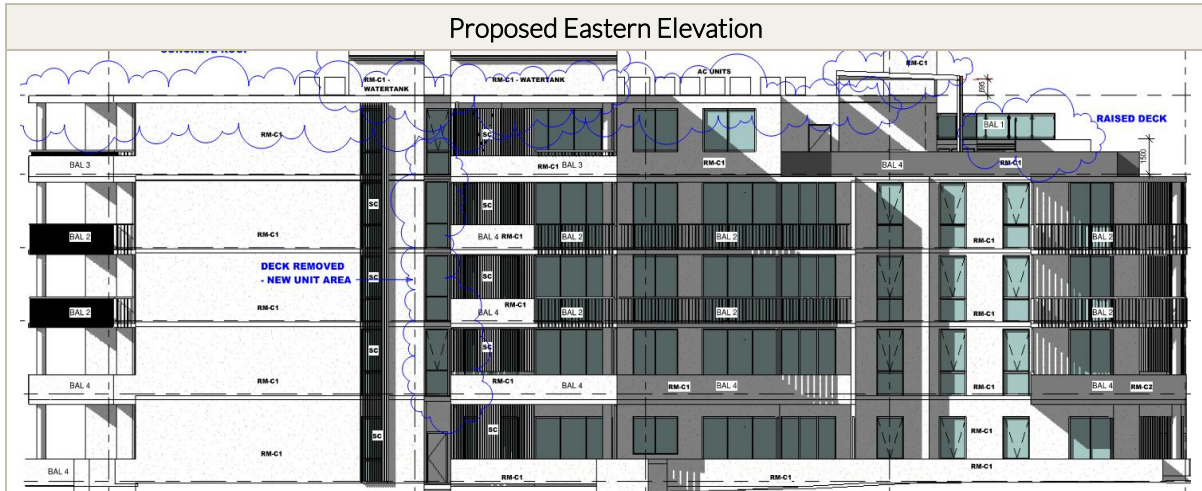 Proposed Eastern Elevation
CONCRETE ROOF
RM-C1
RM-C1 -
WATERTANK
RM-C1 - WATERTANK
AC UNITS
695
RAISED DECK
BAL 1
RM-C1
SC
1500
BAL 3
RM-C1
BAL 3
RM-C1
BAL 4
RM-C1
SC
SC
BAL 2
RM-C1
BAL 4
RM-C1
BAL 2
BAL 2
RM-C1
BAL 2
DECK REMOVED
- NEW UNIT AREA
SC
SC
BAL 2
RM-C1
RM-C1
BAL 4
BAL 2
BAL 2
RM-C1
BAL 2
SC
SC
BAL 4
RM-C1
RM-C1
BAL 4
RM-C1
BAL 4
RM-C1
BAL 4
RM-C2
SC
SC
RM-C1
RM-C1
BAL 4
RM-C1
RM-C1
RM-C1